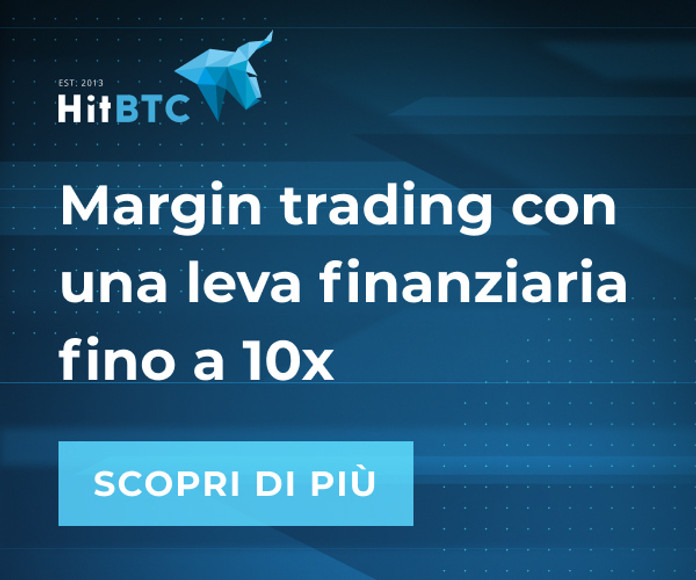 EST: 2013
HitBTC
Margin trading con
una leva finanziaria
fino a 10x
SCOPRI DI PIÙ